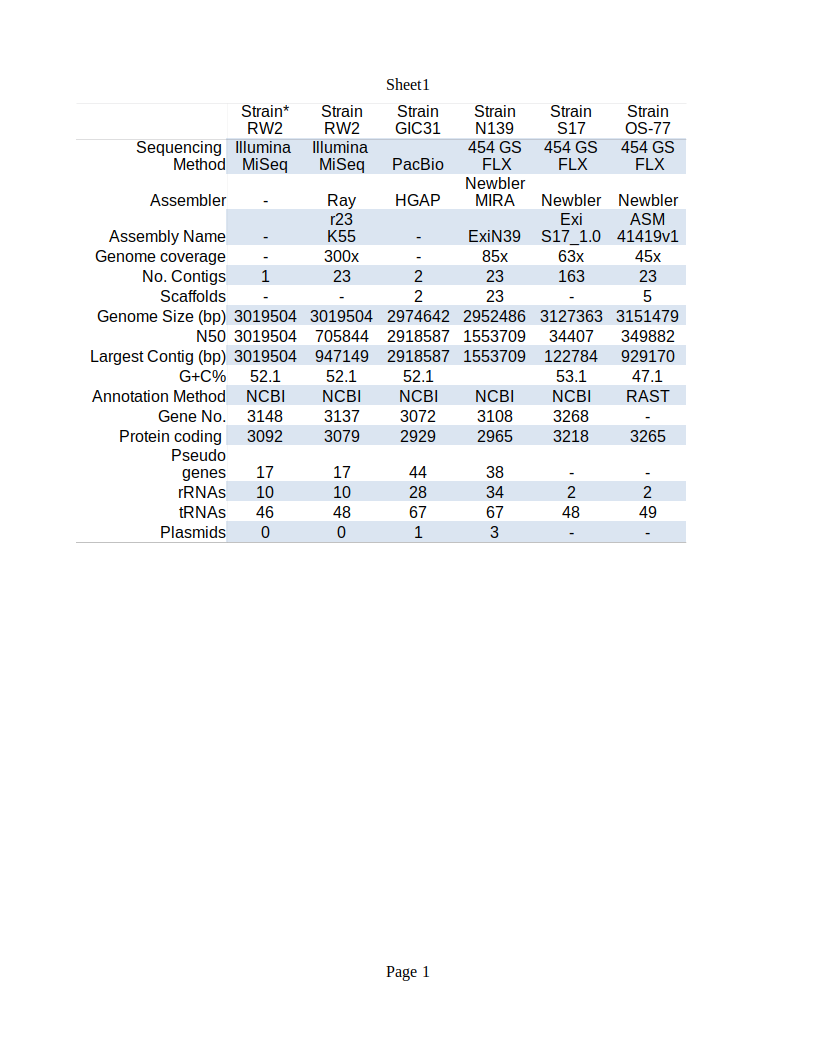 Sheet1
Strain* Strain Strain Strain Strain Strain
RW2 RW2 GIC31 N139 S17 OS-77
Sequencing Illumina Illumina 454 GS 454 GS 454 GS
Method MiSeq MiSeq PacBio FLX FLX FLX
Newbler
Assembler - Ray HGAP MIRA Newbler Newbler
r23 Exi ASM
Assembly Name - K55 - ExiN39 S17_1.0 41419v1
Genome coverage - 300x - 85x 63x 45x
No. Contigs 1 23 2 23 163 23
Scaffolds - - 2 23 - 5
Genome Size (bp) 3019504 3019504 2974642 2952486 3127363 3151479
N50 3019504 705844 2918587 1553709 34407 349882
Largest Contig (bp) 3019504 947149 2918587 1553709 122784 929170
G+C% 52.1 52.1 52.1 53.1 47.1
Annotation Method NCBI NCBI NCBI NCBI NCBI RAST
Gene No. 3148 3137 3072 3108 3268 -
Protein coding 3092 3079 2929 2965 3218 3265
Pseudo
genes 17 17 44 38 - -
rRNAs 10 10 28 34 2 2
tRNAs 46 48 67 67 48 49
Plasmids 0 0 1 3 - -
Page 1